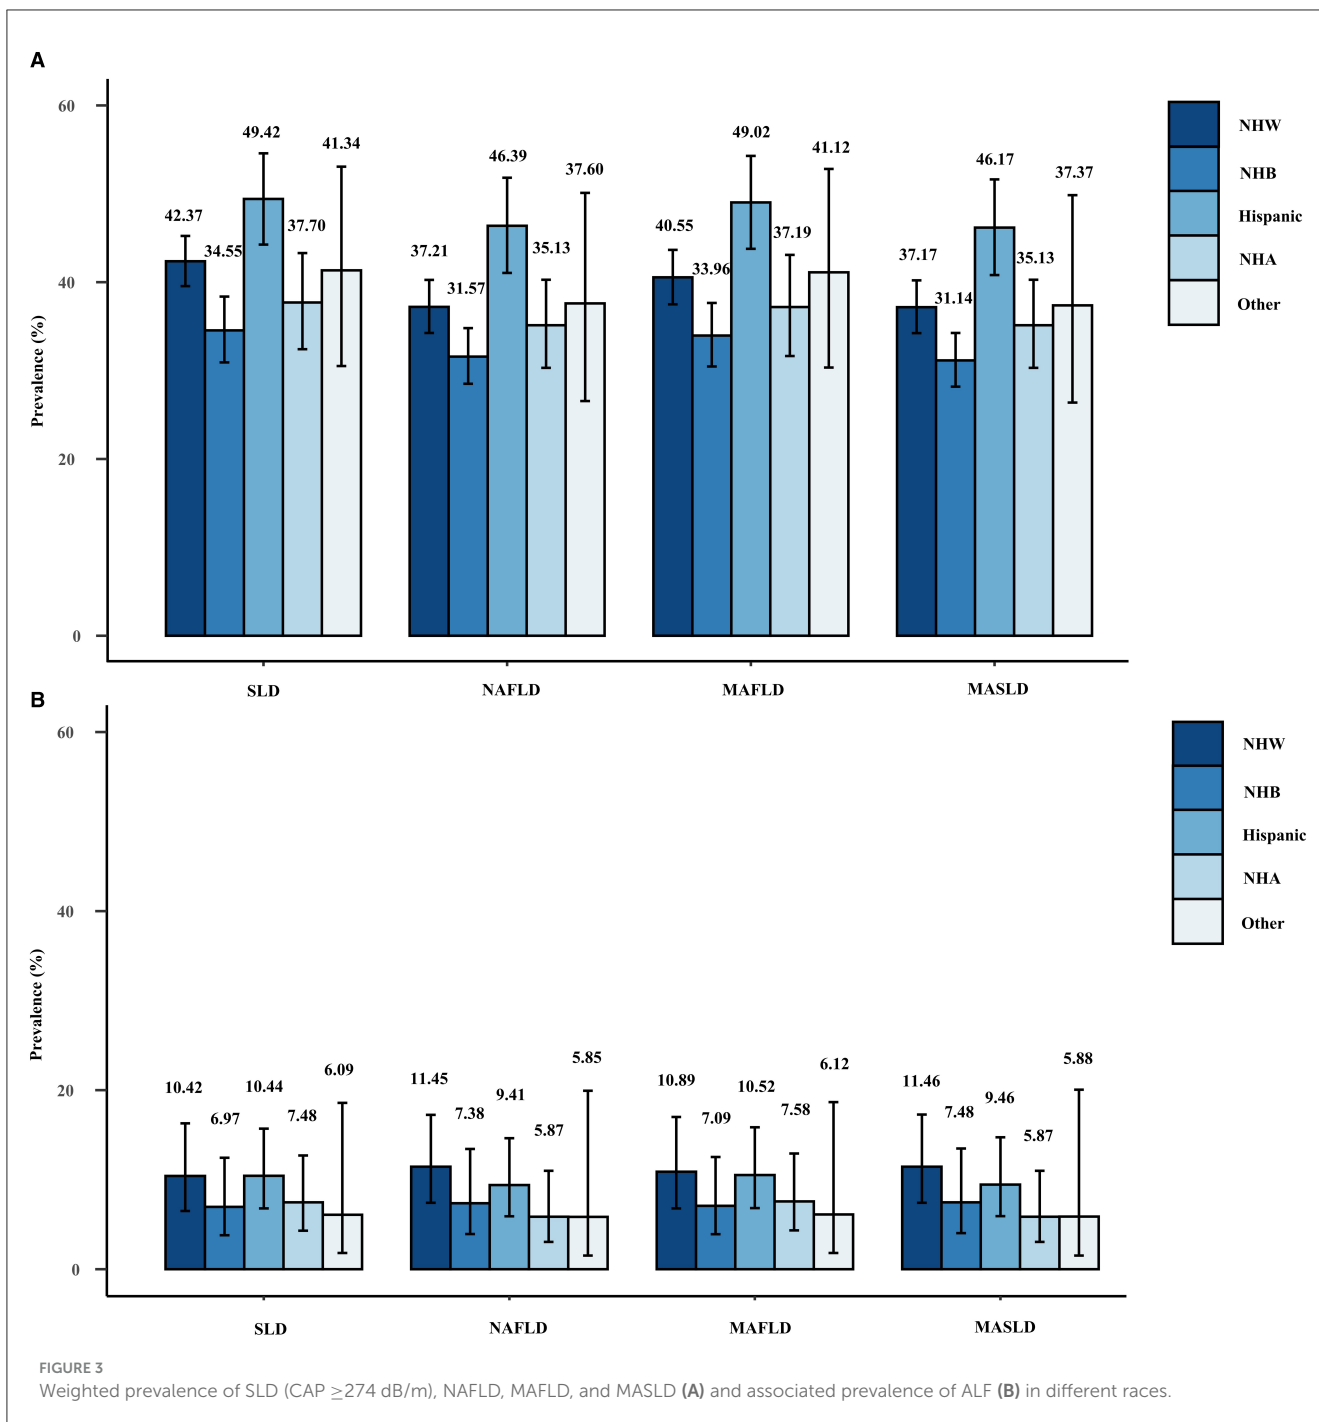 A
60
40
20
0
Prevalence (%)
42.37
34.55
49.42
37.70
41.34
37.21
31.57
46.39
35.13
37.60
40.55
33.96
49.02
37.19
41.12
37.17
31.14
46.17
35.13
37.37
SLD
NAFLD
MAFLD
MASLD
NHW
NHB
Hispanic
NHA
Other
B
60
40
20
0
Prevalence (%)
10.42
6.97
10.44
7.48
6.09
11.45
7.38
9.41
5.87
5.85
10.89
7.09
10.52
7.58
6.12
11.46
7.48
9.46
5.87
5.88
SLD
NAFLD
MAFLD
MASLD
NHW
NHB
Hispanic
NHA
Other
FIGURE 3
Weighted prevalence of SLD (CAP ≥274 dB/m), NAFLD, MAFLD, and MASLD (A) and associated prevalence of ALF (B) in different races.